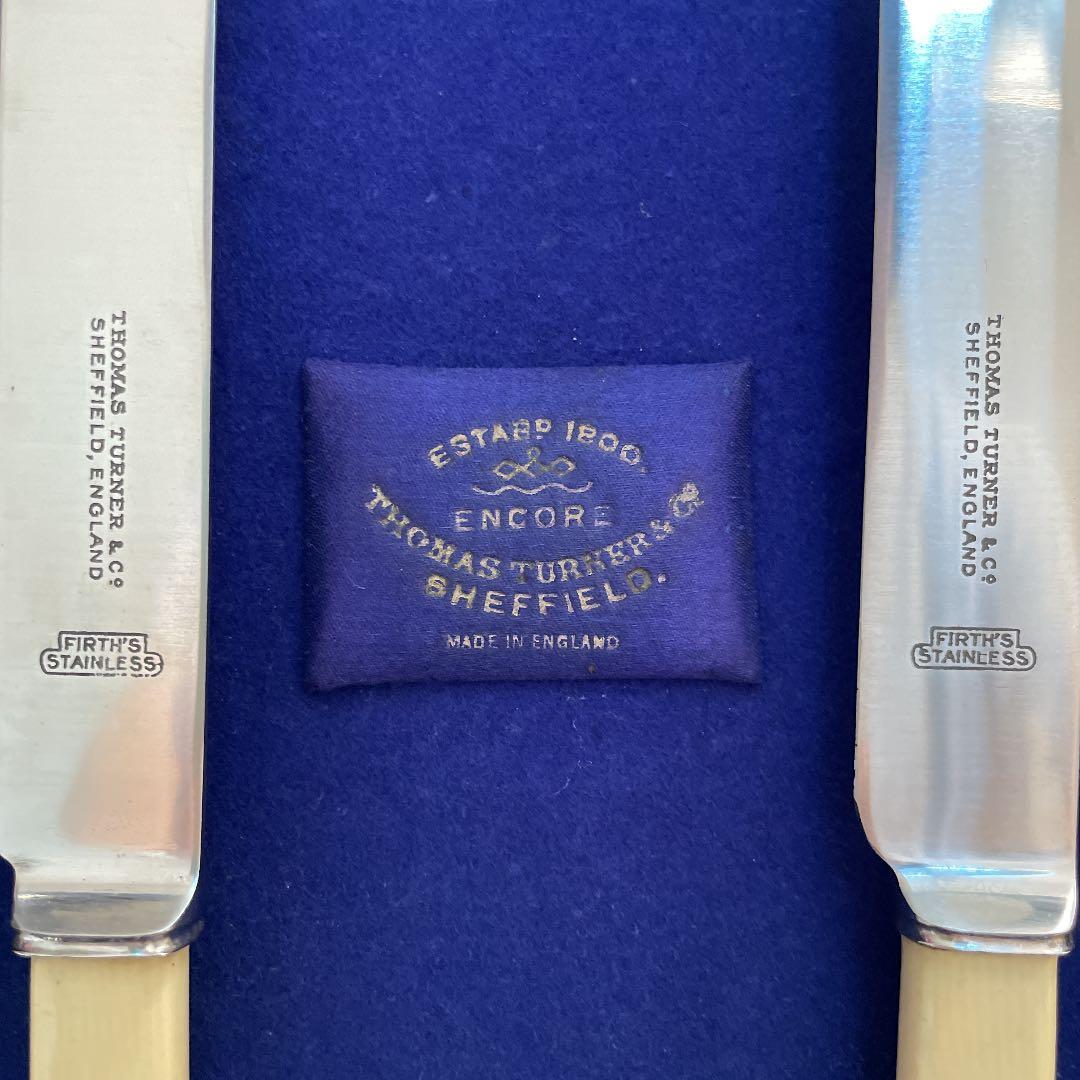 THOMAS TURNER & Cº
SHEFFIELD, ENGLAND
FIRTH'S
STAINLESS
ESTABD 1800.
ENCORE
THOMAS TURNER & Cº
SHEFFIELD.
MADE IN ENGLAND
THOMAS TURNER & Cº
SHEFFIELD, ENGLAND
FIRTH'S
STAINLESS